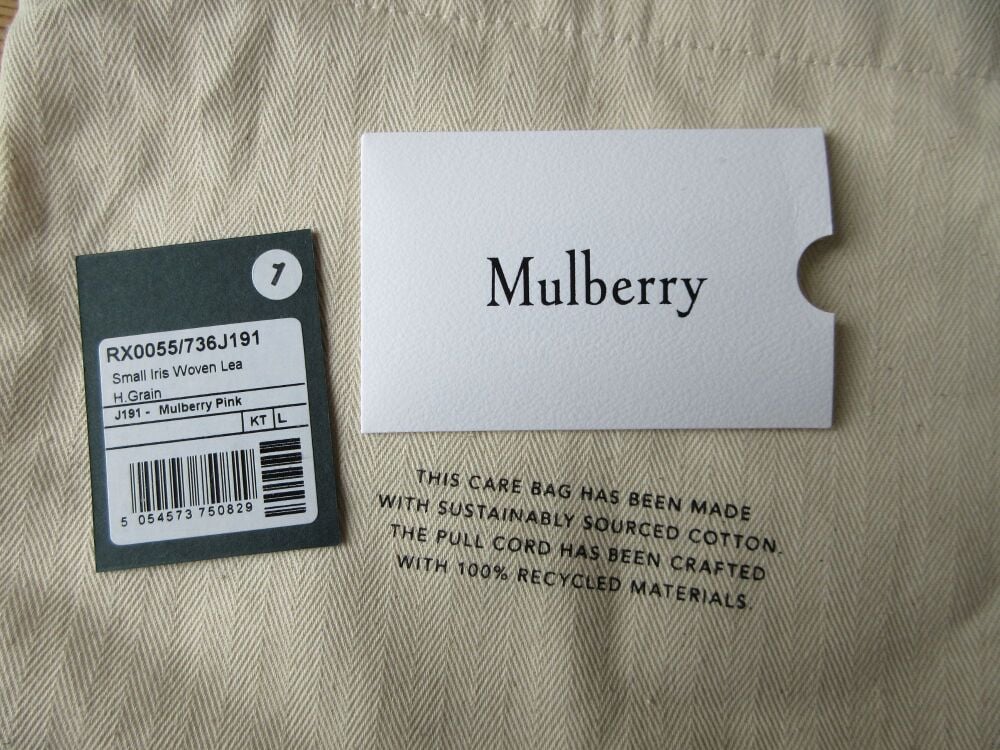 1
RX0055/736J191
Small Iris Woven Lea
H.Grain
J191 - Mulberry Pink
KT L
5 054573 750829
Mulberry
THIS CARE BAG HAS BEEN MADE
WITH SUSTAINABLY SOURCED COTTON.
THE PULL CORD HAS BEEN CRAFTED
WITH 100% RECYCLED MATERIALS.